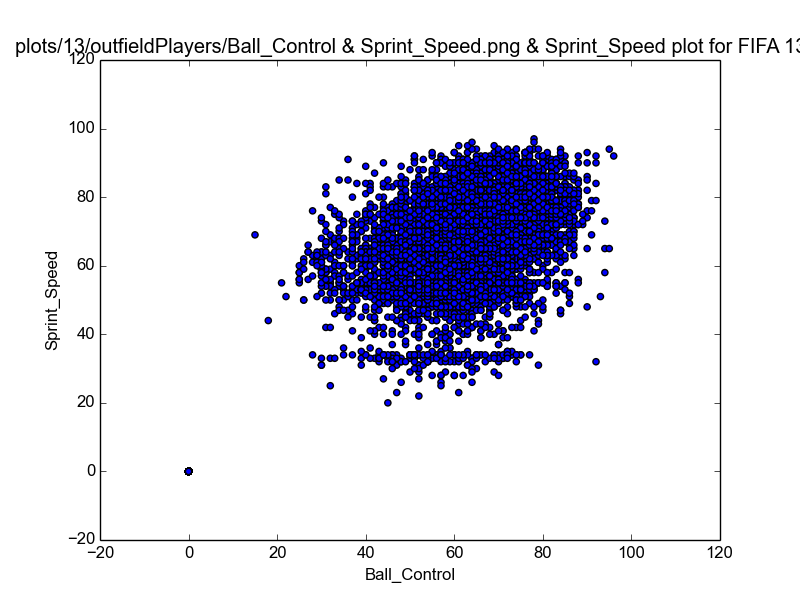 plots/13/outfieldPlayers/Ball_Control & Sprint_Speed.png & Sprint_Speed plot for FIFA 13
120
100
80
60
40
20
0
−20
Sprint_Speed
−20 0 20 40 60 80 100 120
Ball_Control